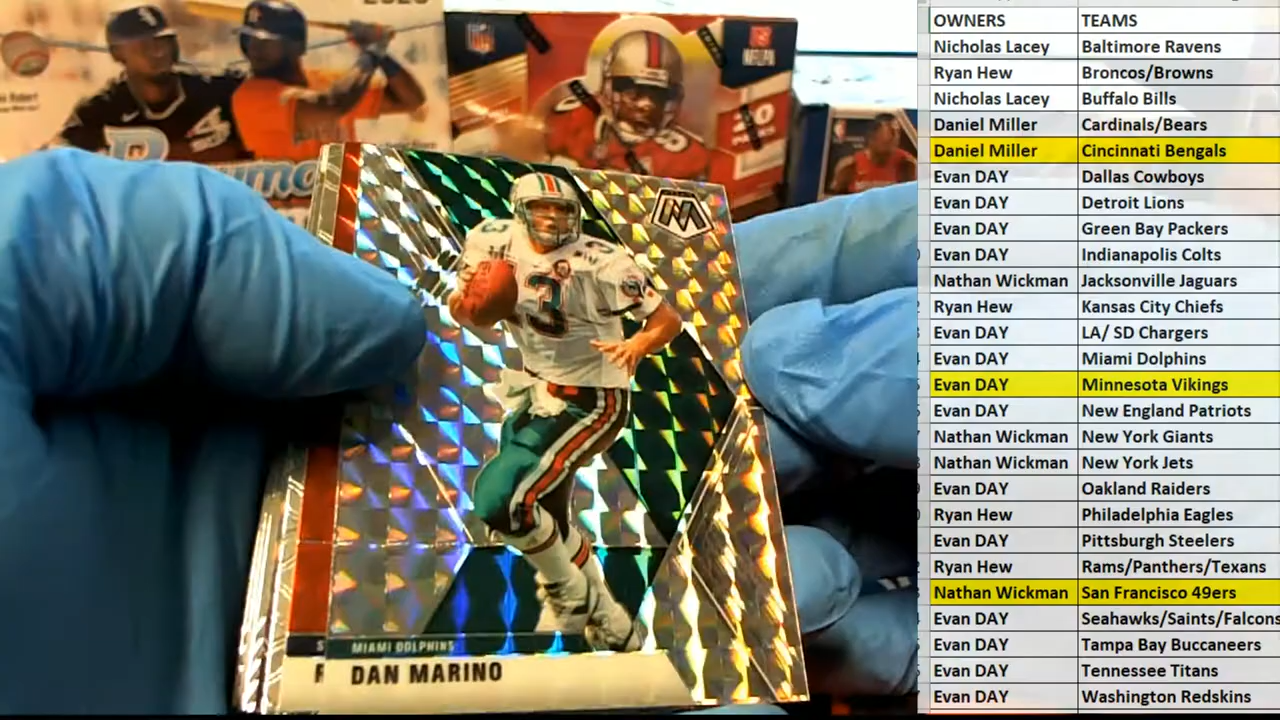 OWNERS TEAMS
Nicholas Lacey Baltimore Ravens
Ryan Hew Broncos/Browns
Nicholas Lacey Buffalo Bills
Daniel Miller Cardinals/Bears
Daniel Miller Cincinnati Bengals
Evan DAY Dallas Cowboys
Evan DAY Detroit Lions
Evan DAY Green Bay Packers
Evan DAY Indianapolis Colts
Nathan Wickman Jacksonville Jaguars
Ryan Hew Kansas City Chiefs
Evan DAY LA/ SD Chargers
Evan DAY Miami Dolphins
Evan DAY Minnesota Vikings
Evan DAY New England Patriots
Nathan Wickman New York Giants
Nathan Wickman New York Jets
Evan DAY Oakland Raiders
Ryan Hew Philadelphia Eagles
Evan DAY Pittsburgh Steelers
Ryan Hew Rams/Panthers/Texans
Nathan Wickman San Francisco 49ers
Evan DAY Seahawks/Saints/Falcons
Evan DAY Tampa Bay Buccaneers
Evan DAY Tennessee Titans
Evan DAY Washington Redskins
NFL
13
MIAMI DOLPHINS
DAN MARINO